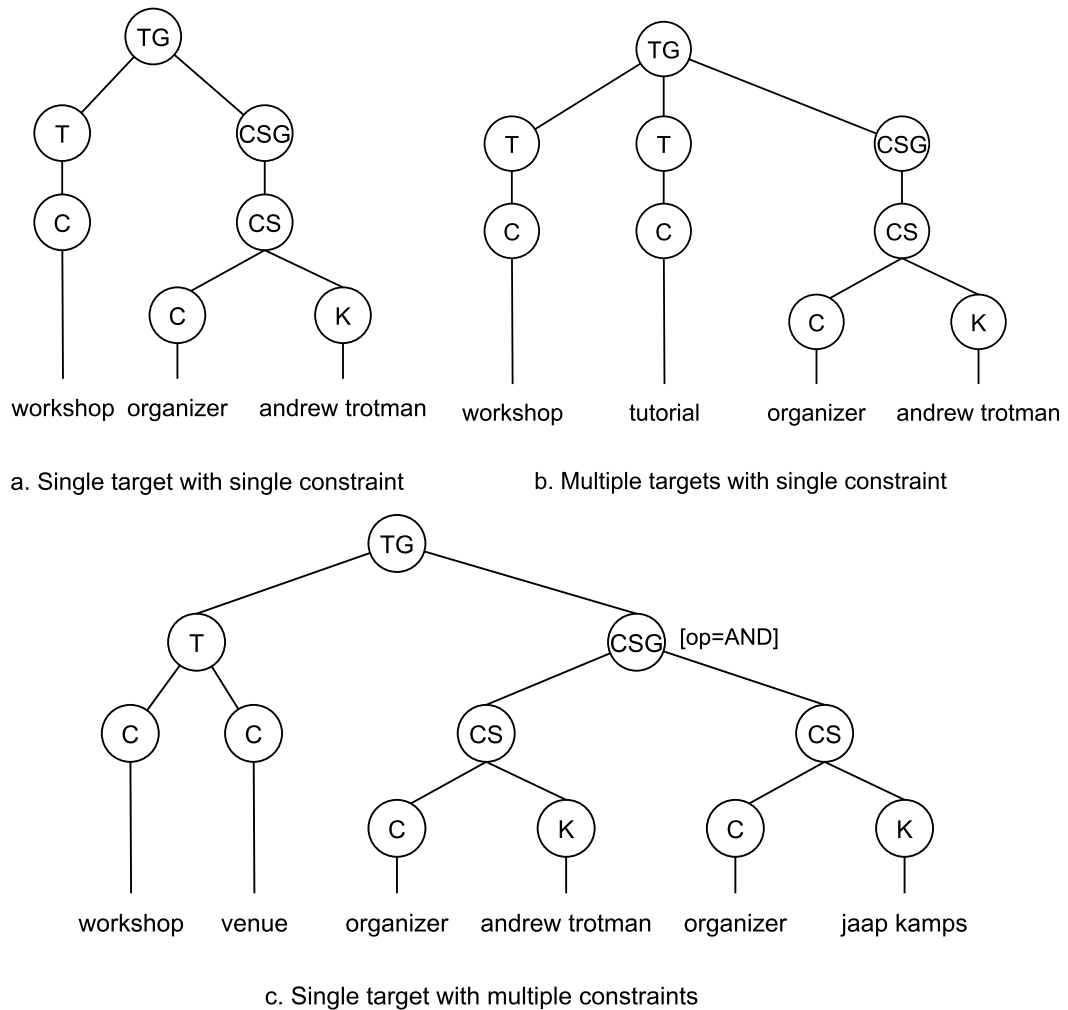 TG
T
CSG
C
CS
C
K
workshop organizer andrew trotman
a. Single target with single constraint
TG
T
T
CSG
C
C
CS
C
K
workshop tutorial organizer andrew trotman
b. Multiple targets with single constraint
TG
T
CSG [op=AND]
C
C
CS
CS
C
K
C
K
workshop venue organizer andrew trotman organizer jaap kamps
c. Single target with multiple constraints